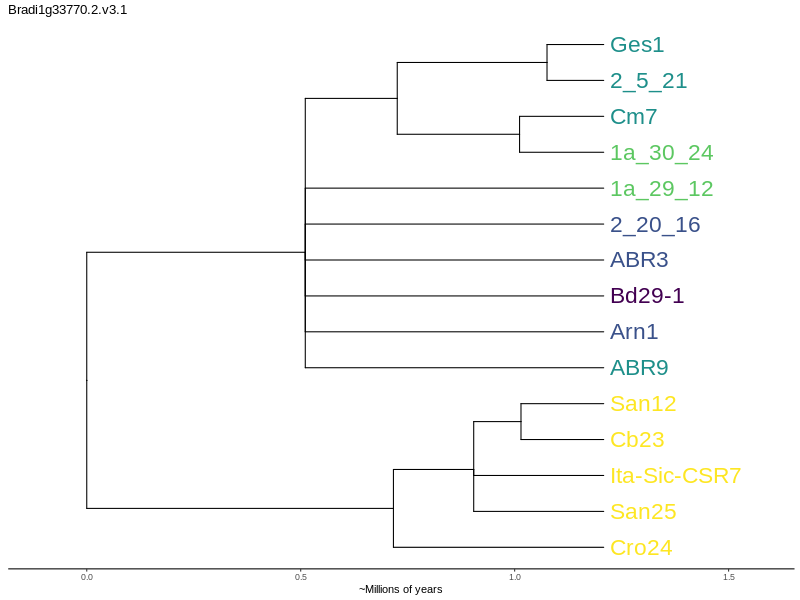 Bradi1g33770.2.v3.1
Ges1
2_5_21
Cm7
1a_30_24
1a_29_12
2_20_16
ABR3
Bd29-1
Arn1
ABR9
San12
Cb23
Ita-Sic-CSR7
San25
Cro24
0.0 0.5 1.0 1.5
~Millions of years